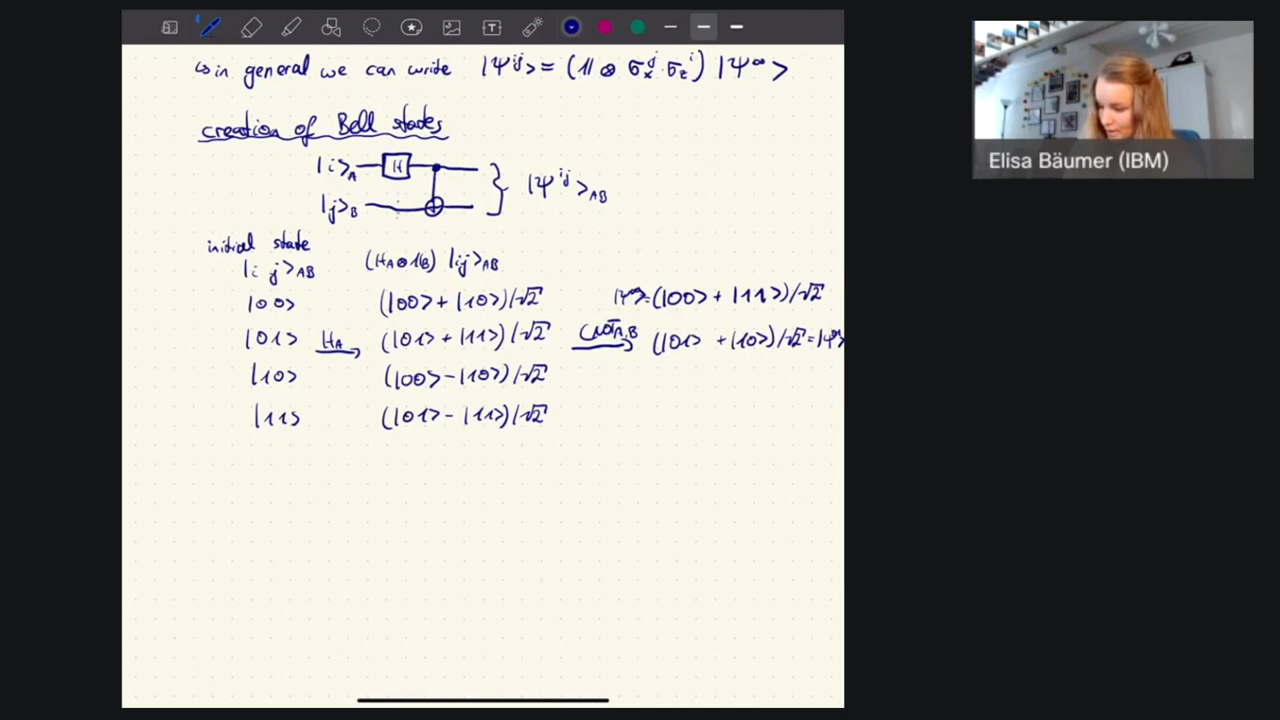 ↳ in general we can write |Ψ^ij> = (𝟙 ⊗ σ_x^j · σ_z^i) |Ψ^00>
creation of Bell states
|i>_A H
|j>_B } |Ψ^ij>_AB
initial state
|i j>_AB (H_A⊗𝟙_B) |ij>_AB
|00> (|00> + |10>)/√2 |Ψ^00>=(|00> + |11>)/√2
|01> H_A→ (|01> + |11>)/√2 CNOT_A,B→ (|01> + |10>)/√2 = |Ψ^01>
|10> (|00> - |10>)/√2
|11> (|01> - |11>)/√2
Elisa Bäumer (IBM)